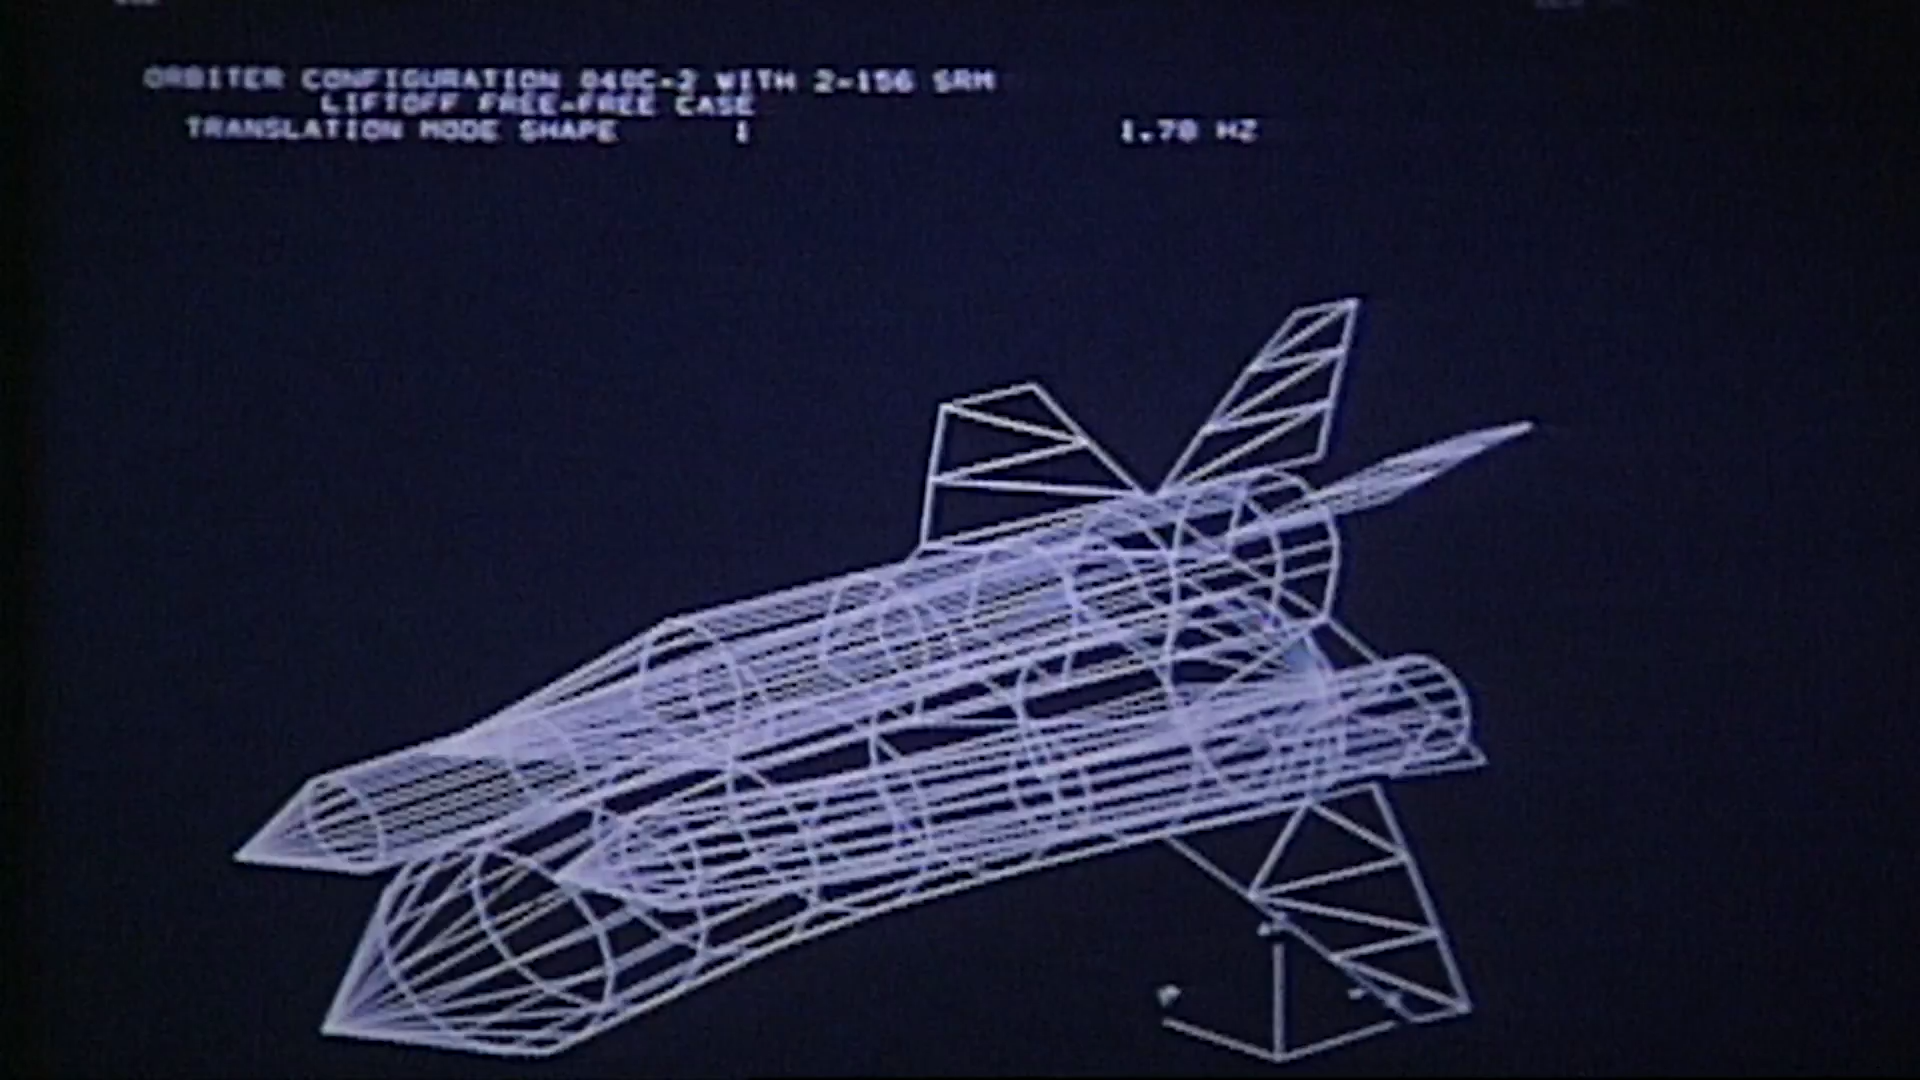 ORBITER CONFIGURATION 040C-2 WITH 2-156 SRM
LIFTOFF FREE-FREE CASE
TRANSLATION MODE SHAPE 1 1.70 HZ